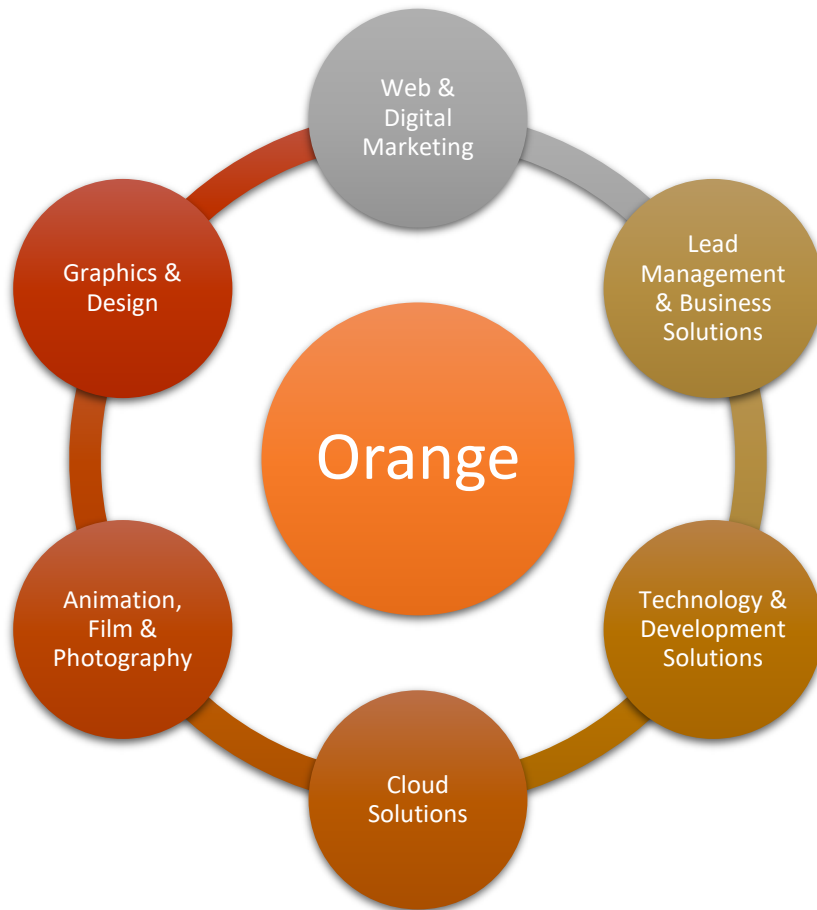 Web &
Digital
Marketing
Lead
Management
& Business
Solutions
Technology &
Development
Solutions
Cloud
Solutions
Animation,
Film &
Photography
Graphics &
Design
Orange